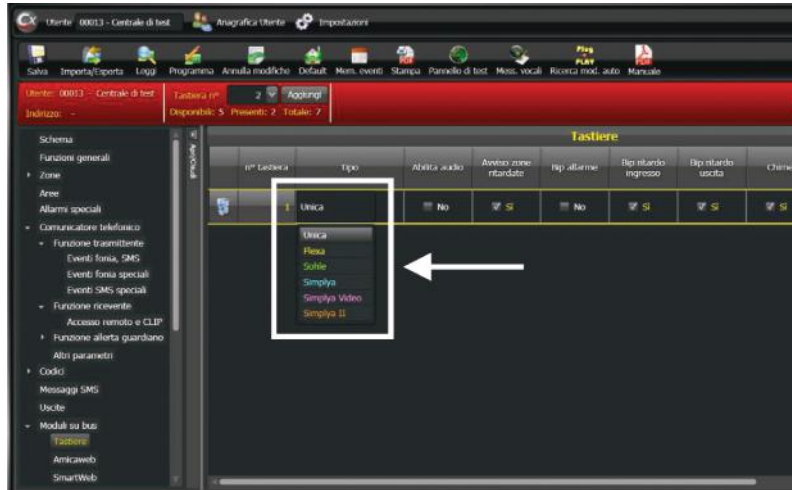 Utente 00013 - Centrale di test Anagrafica Utente Impostazioni
Salva Importa/Esporta Leggi Programma Annulla modifiche Default Mem. eventi Stampa Pannello di test Mess. vocali Ricerca mod. auto Manuale
Utente: 00013 - Centrale di test Tastiera n° 2 Aggiungi
Indirizzo: - Disponibili: 5 Presenti: 2 Totale: 7
Schema
Funzioni generali
Zone
Aree
Allarmi speciali
Comunicatore telefonico
Funzione trasmittente
Eventi fonia, SMS
Eventi fonia speciali
Eventi SMS speciali
Funzione ricevente
Accesso remoto e CLIP
Funzione allerta guardiano
Altri parametri
Codici
Messaggi SMS
Uscite
Moduli su bus
Tastiere
Amicaweb
SmartWeb
Apri/Chiudi
Tastiere
n° tastiera Tipo Abilita audio Avviso zone ritardate Bip allarme Bip ritardo ingresso Bip ritardo uscita Chime
1 Unica No Sì No Sì Sì Sì
Unica
Flexa
Sohle
Simplya
Simplya Video
Simplya II